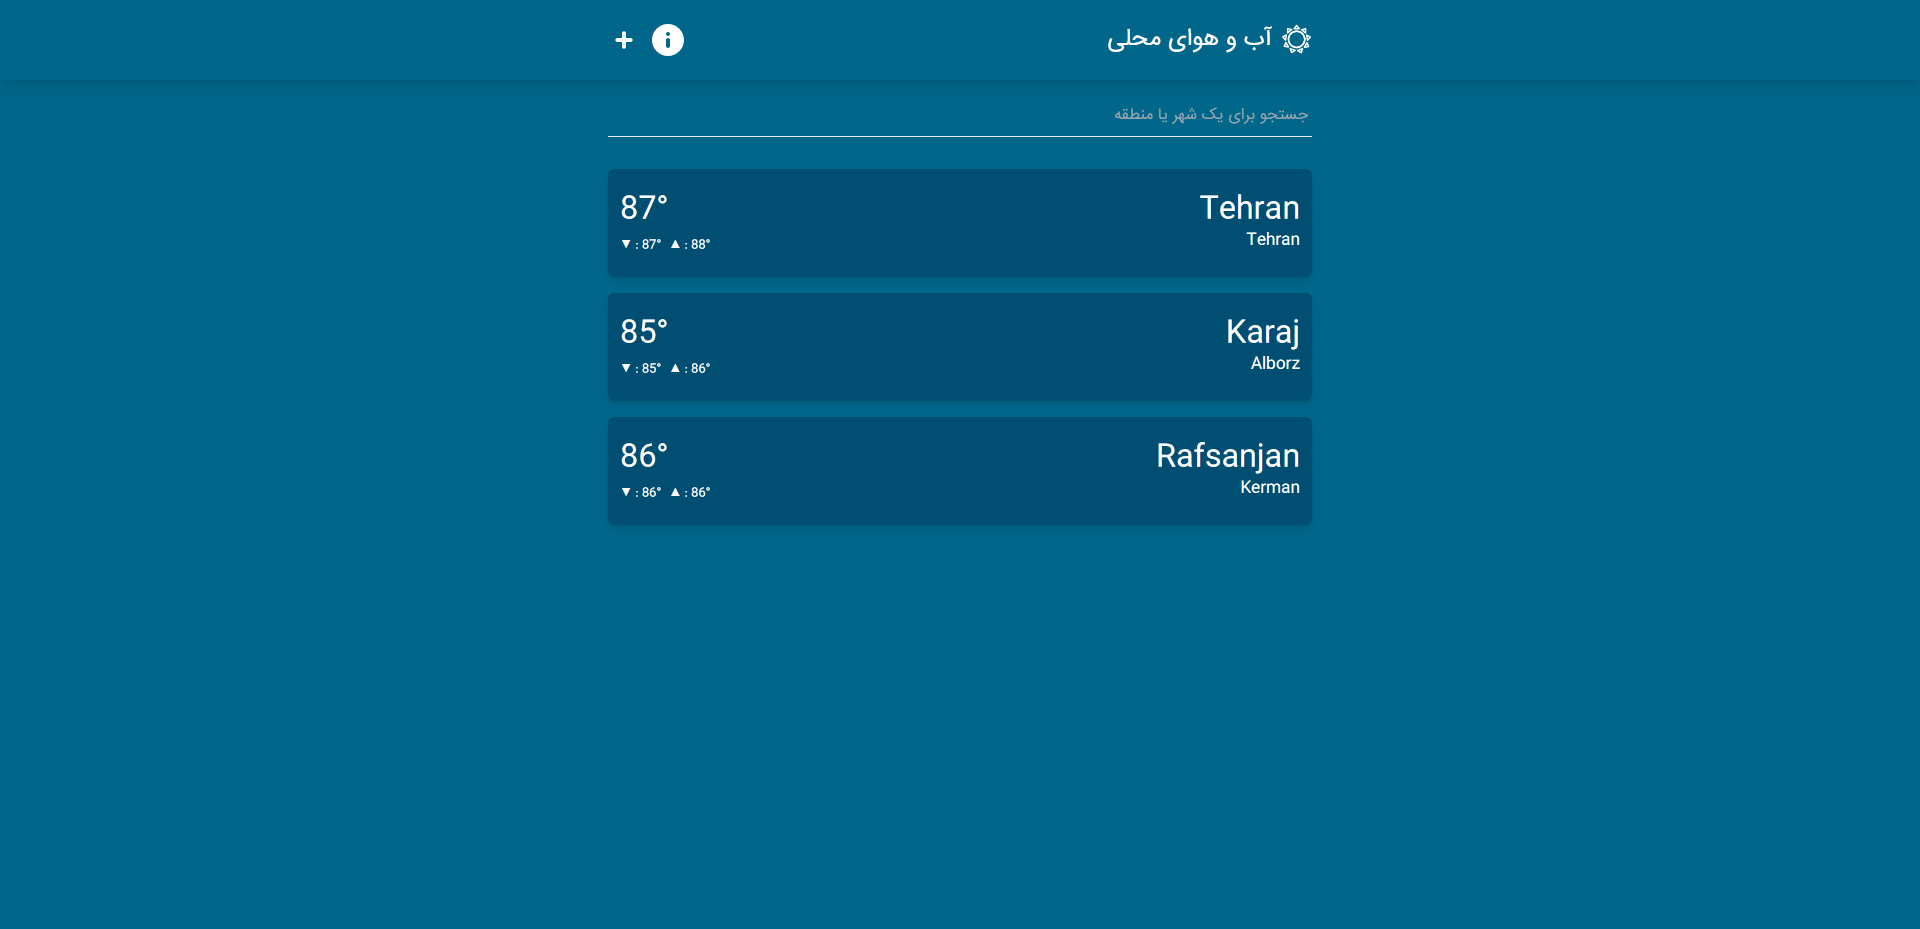 آب و هوای محلی
جستجو برای یک شهر یا منطقه
Tehran
87°
Tehran
▼ : 87° ▲ : 88°
Karaj
85°
Alborz
▼ : 85° ▲ : 86°
Rafsanjan
86°
Kerman
▼ : 86° ▲ : 86°